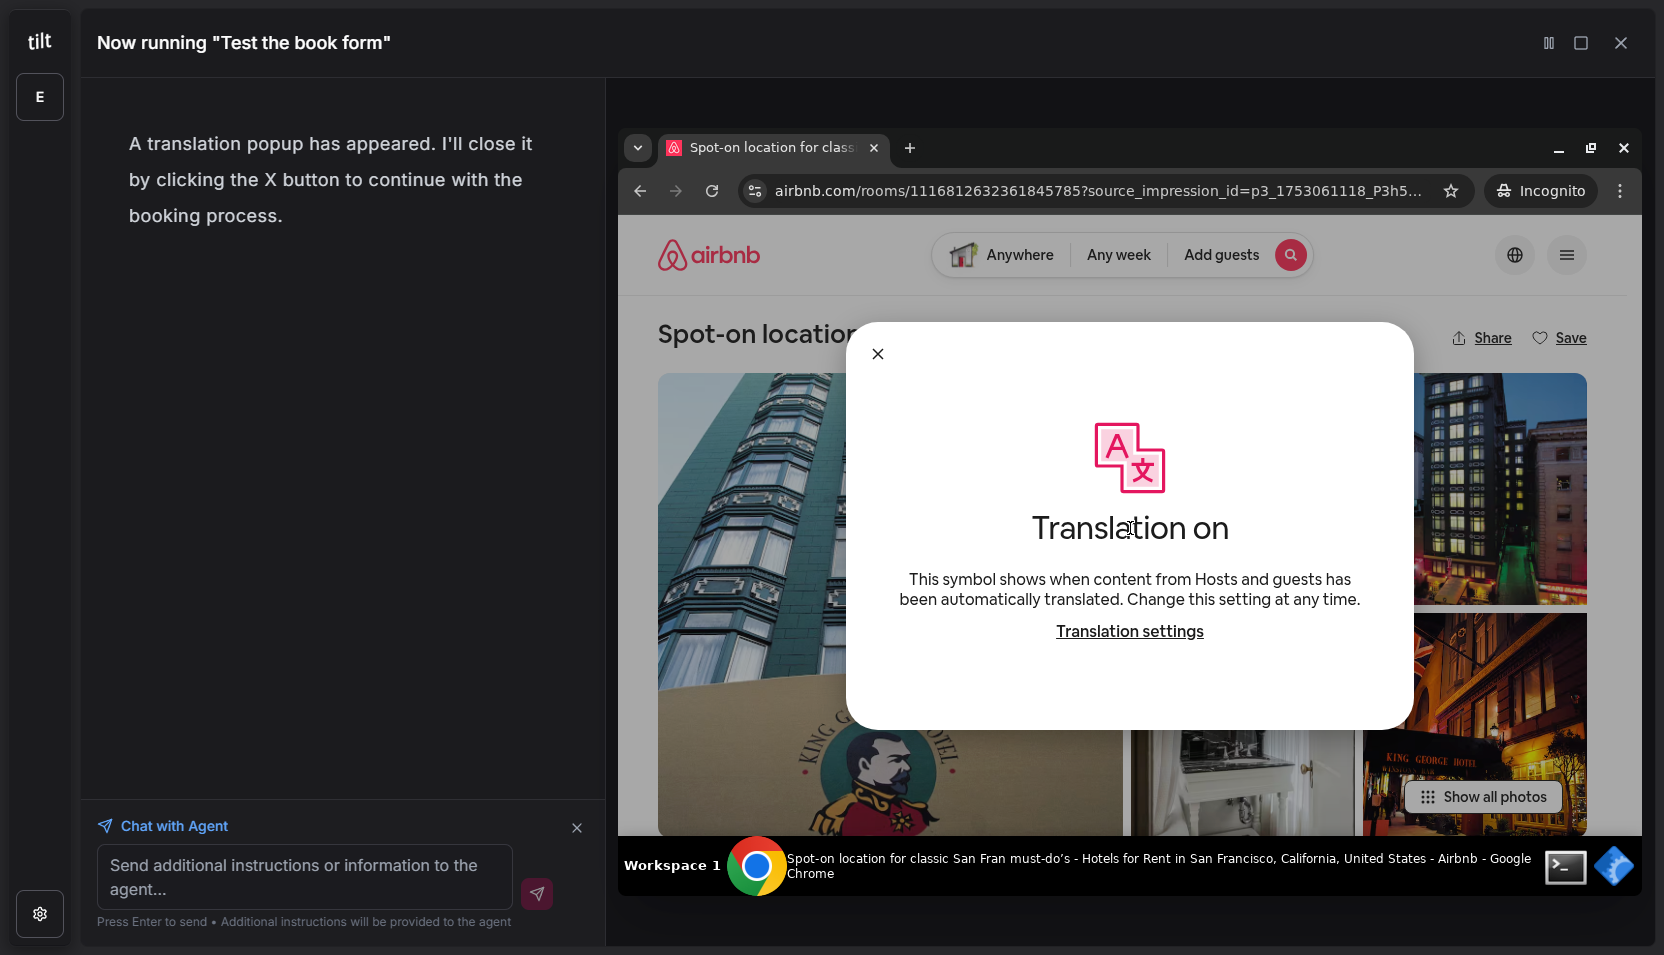 tilt
E
Now running "Test the book form"
A translation popup has appeared. I'll close it
by clicking the X button to continue with the
booking process.
Chat with Agent
Send additional instructions or information to the
agent...
Press Enter to send • Additional instructions will be provided to the agent
Spot-on location for clas
airbnb.com/rooms/1116812632361845785?source_impression_id=p3_1753061118_P3h5...
Incognito
airbnb
Anywhere
Any week
Add guests
Spot-on location
Share
Save
A
文
Translation on
This symbol shows when content from Hosts and guests has
been automatically translated. Change this setting at any time.
Translation settings
KING GEORGE HOTEL
Show all photos
Workspace 1
Spot-on location for classic San Fran must-do’s - Hotels for Rent in San Francisco, California, United States - Airbnb - Google
Chrome